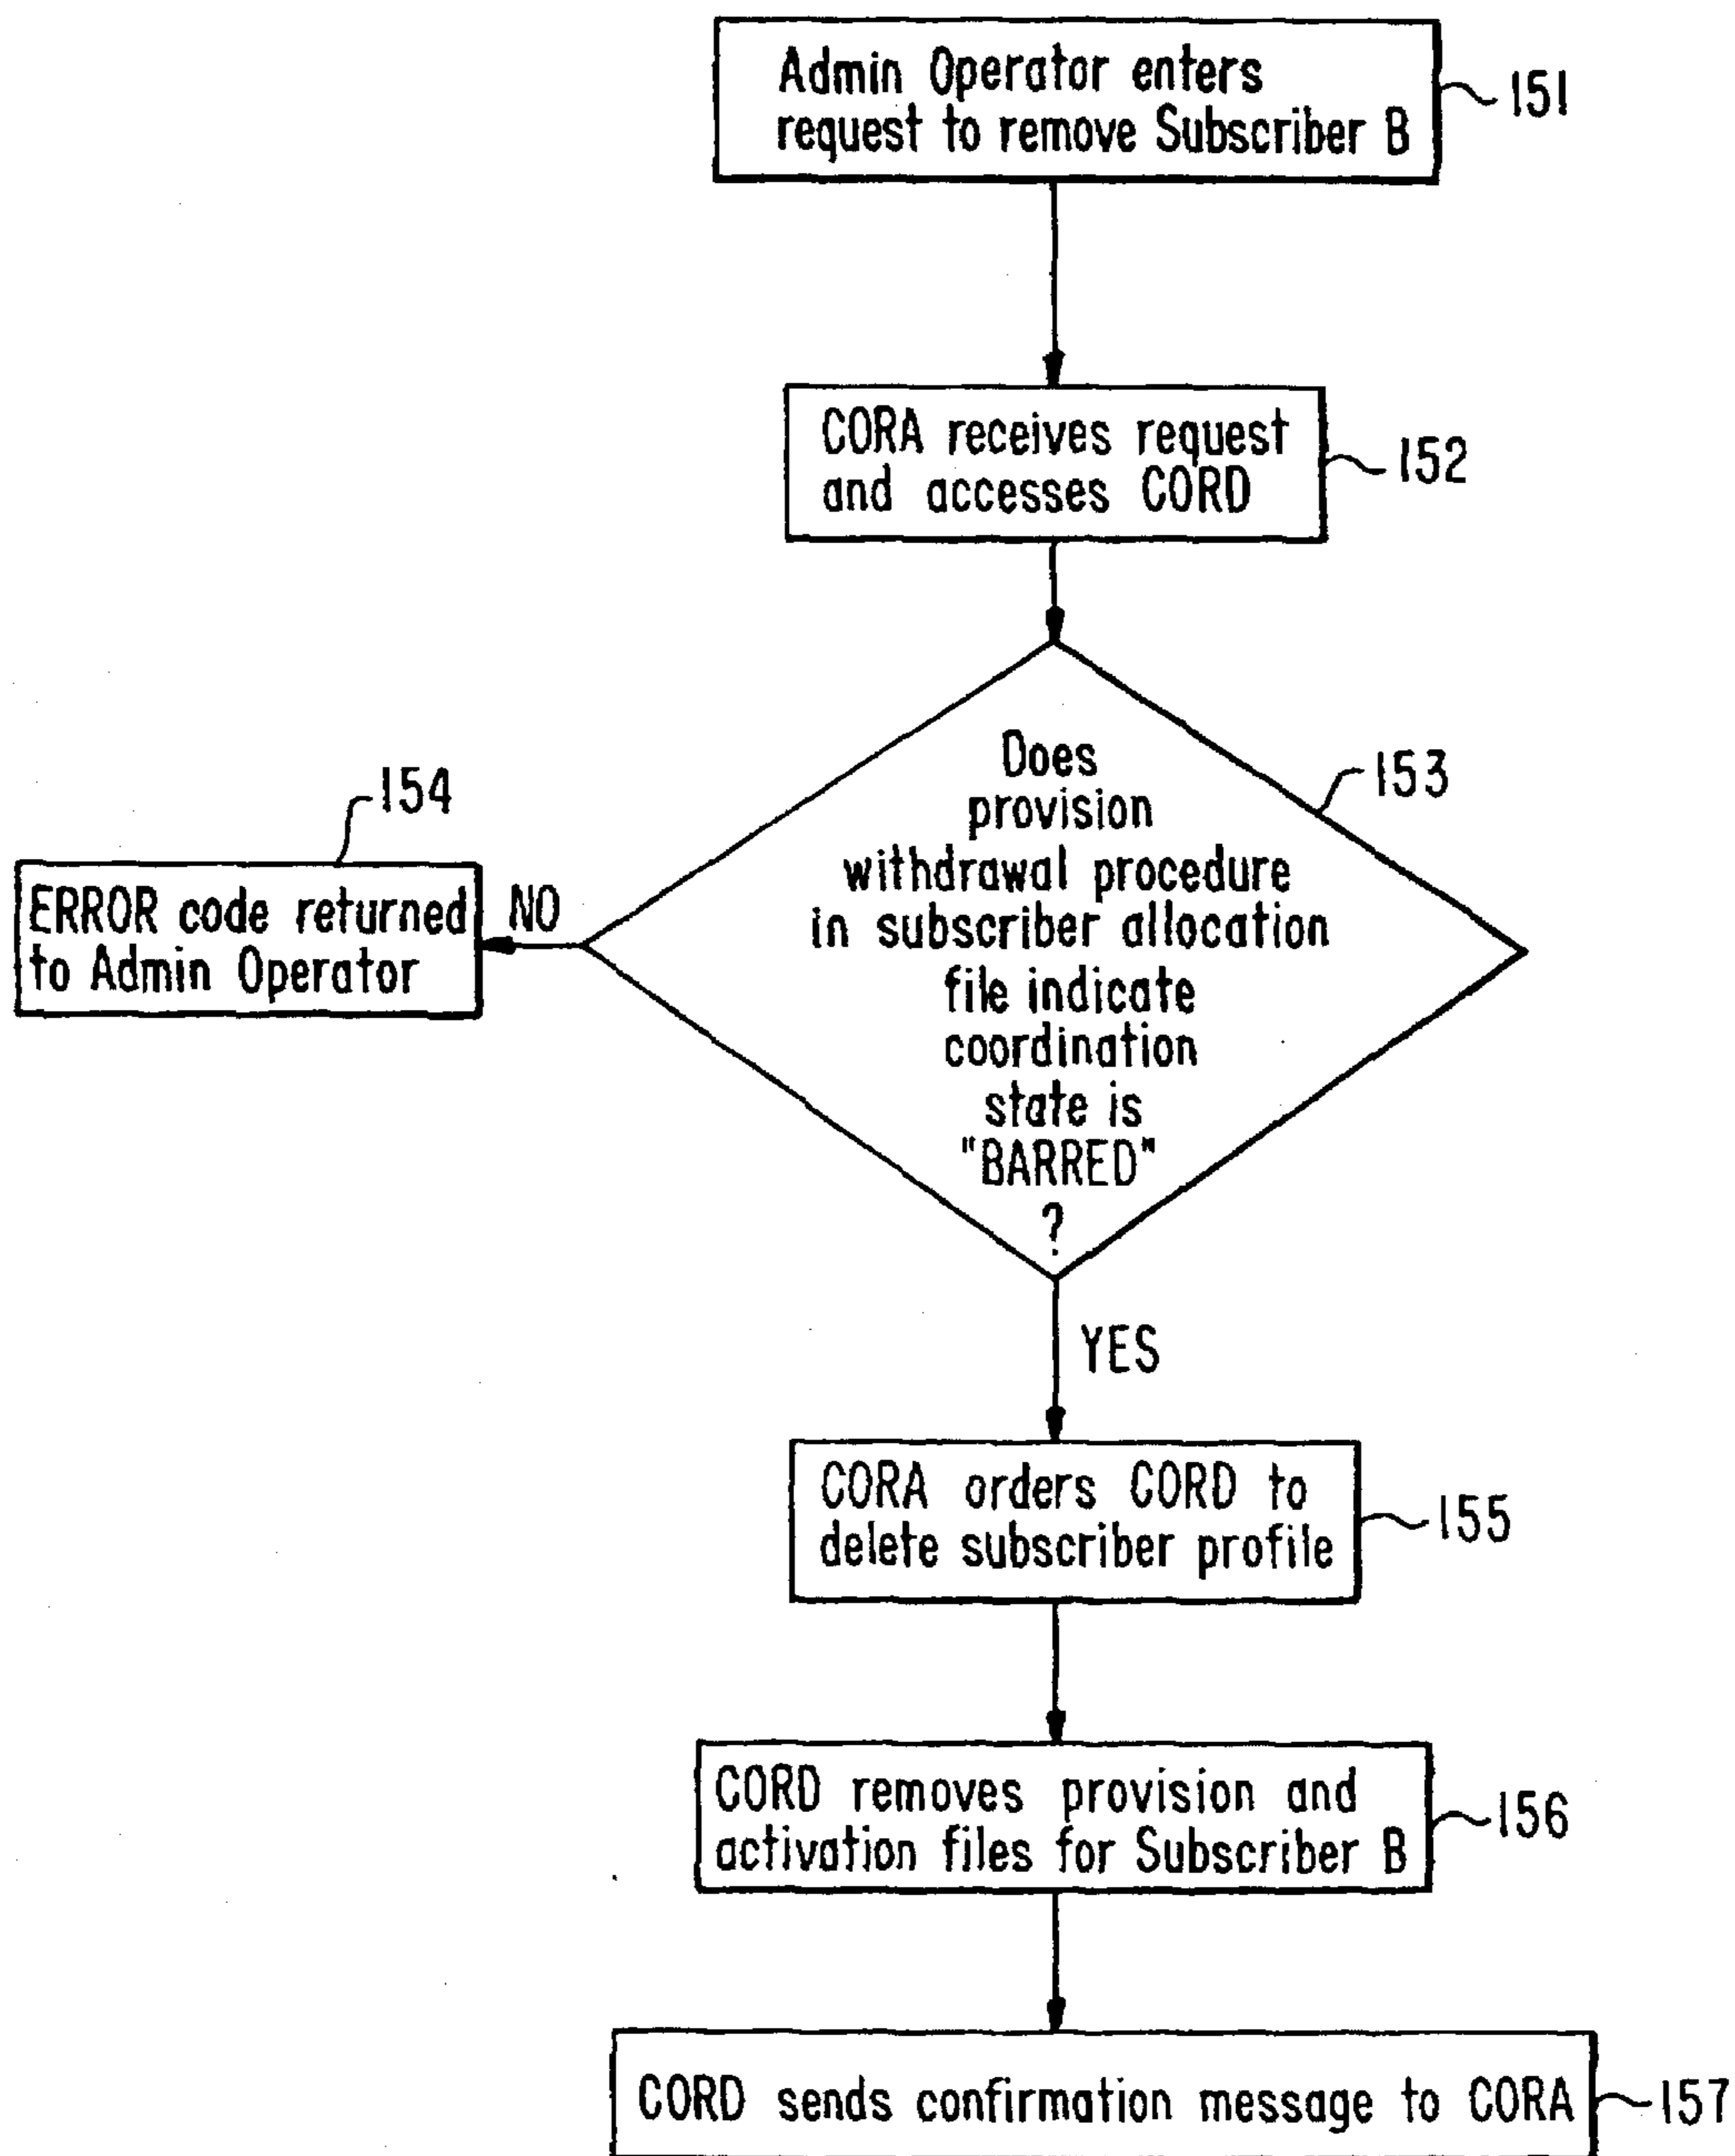 Admin Operator enters
request to remove Subscriber B
151
CORA receives request
and accesses CORD
152
Does
provision
withdrawal procedure
in subscriber allocation
file indicate
coordination
state is
"BARRED"
?
153
154
ERROR code returned
to Admin Operator
NO
YES
CORA orders CORD to
delete subscriber profile
155
CORD removes provision and
activation files for Subscriber B
156
CORD sends confirmation message to CORA
157